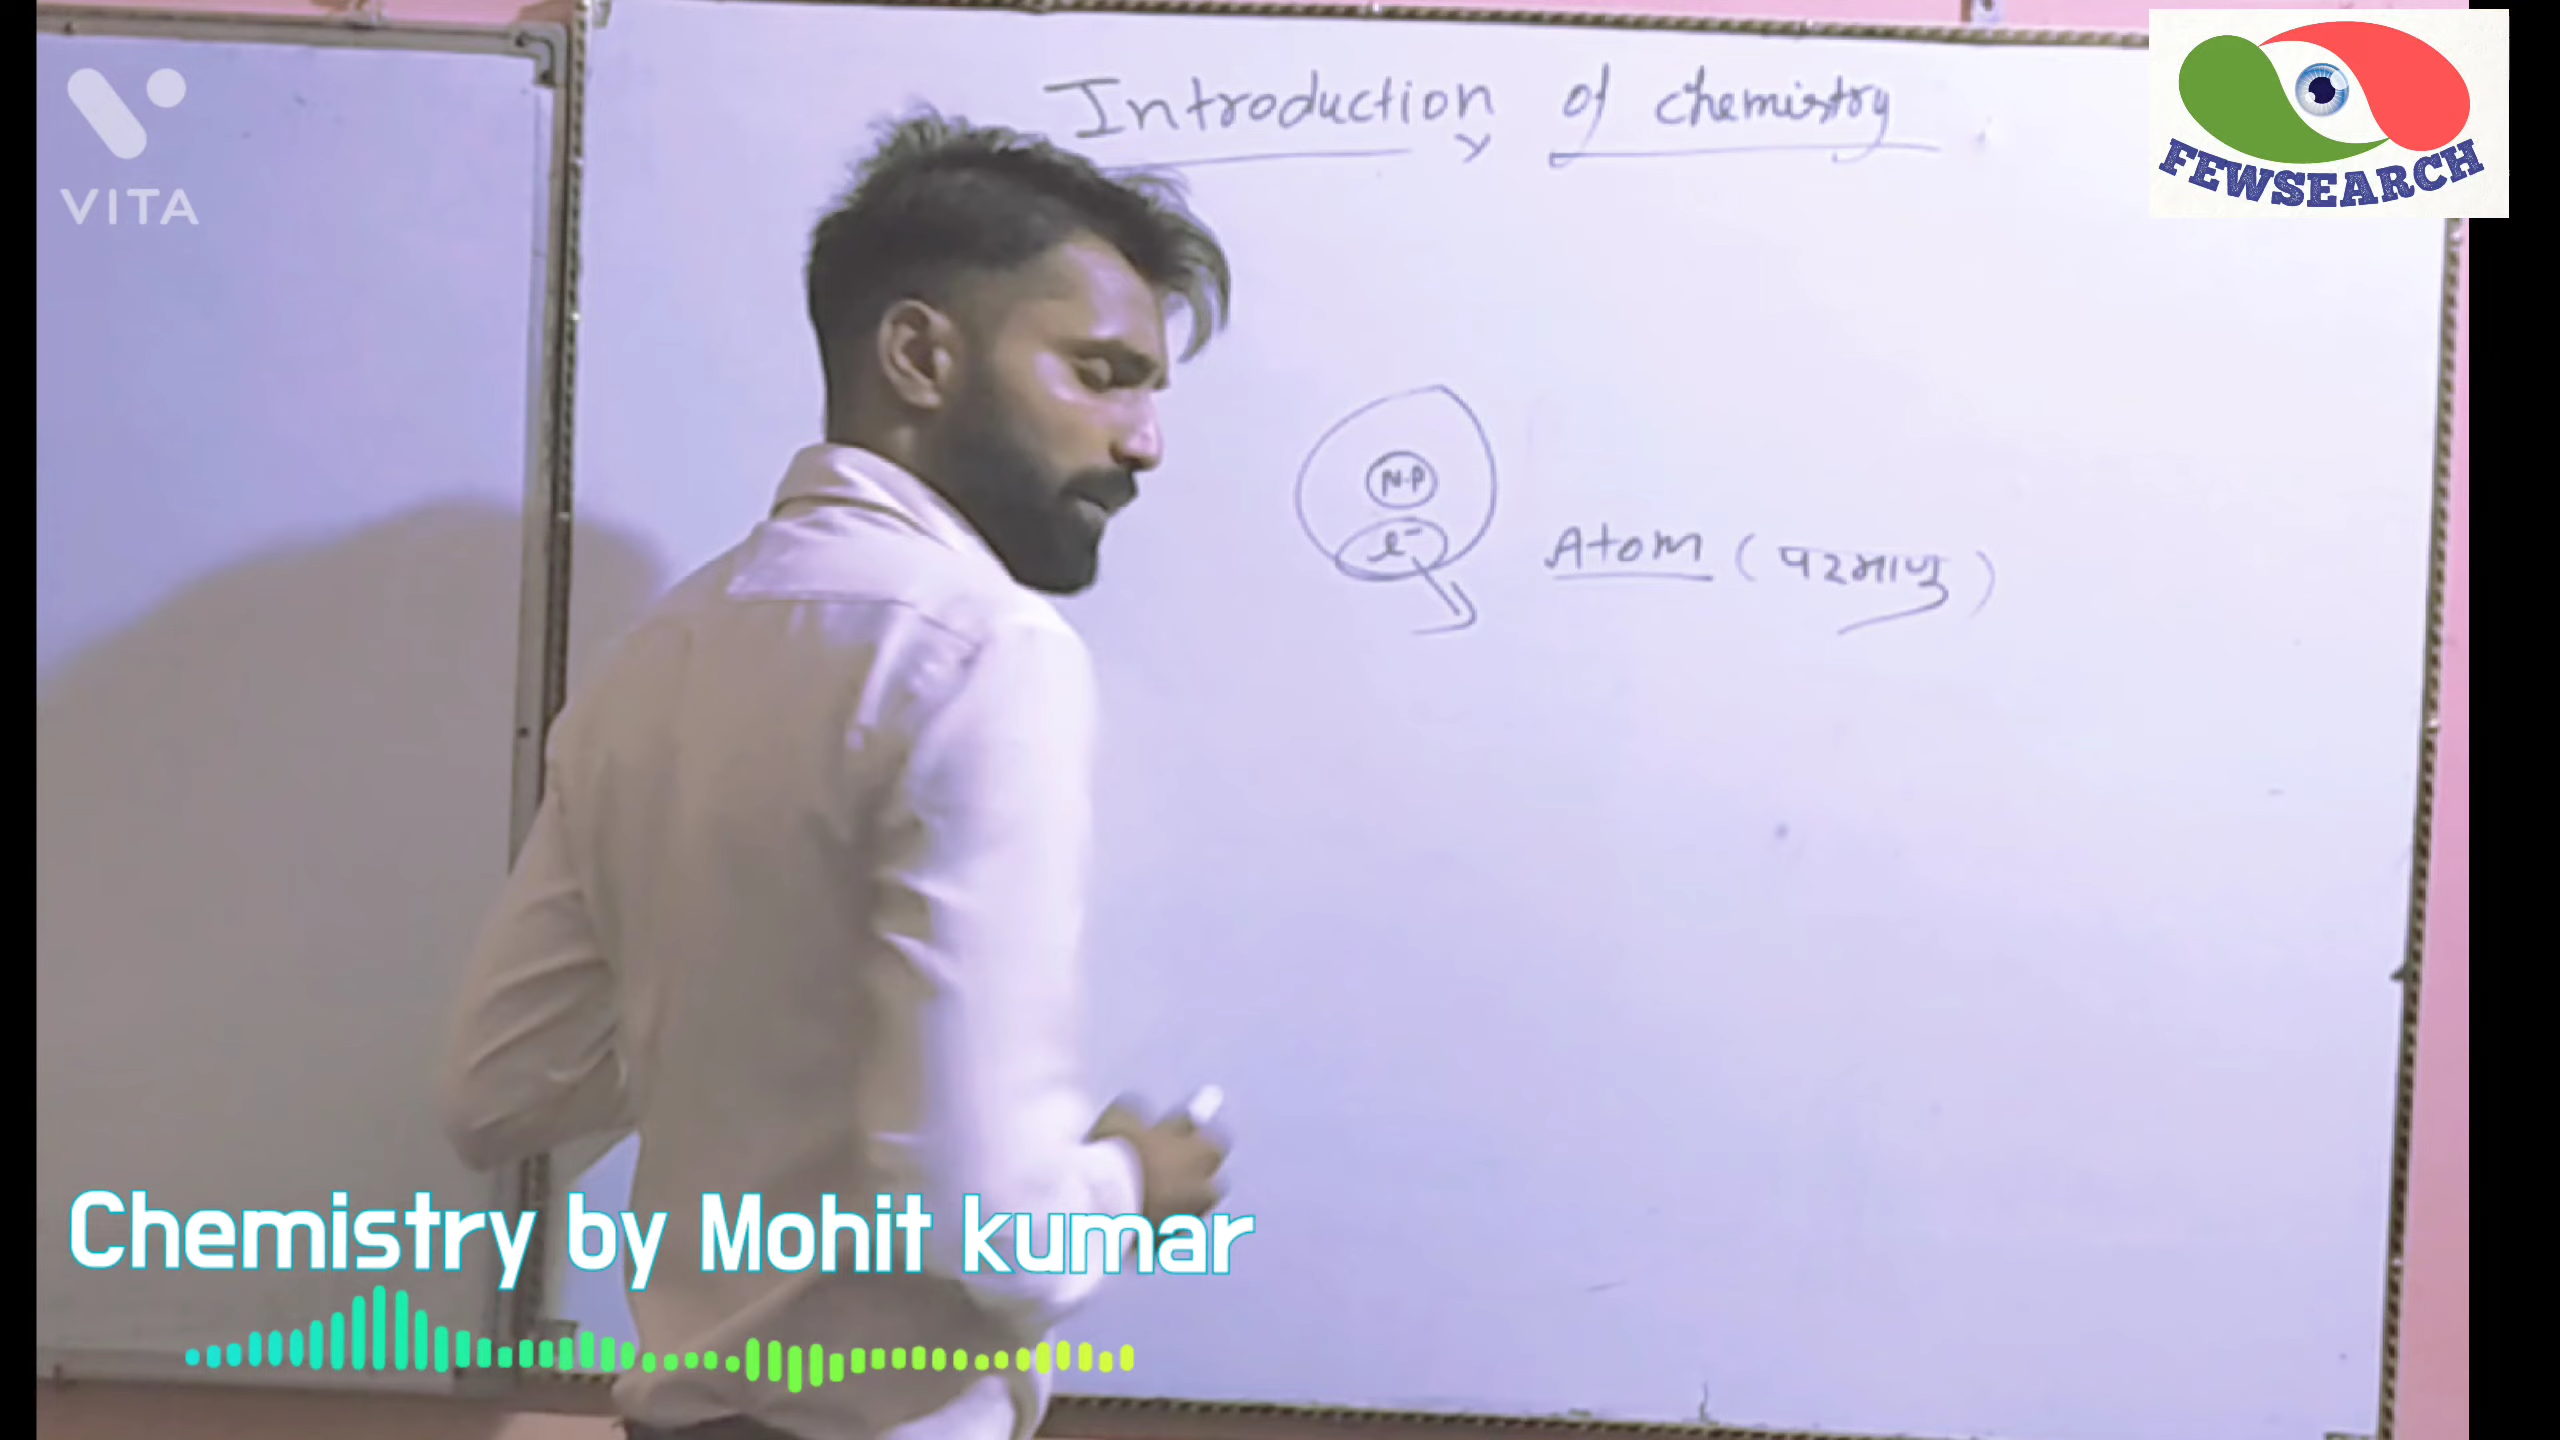 Introduction of chemistry
VITA
FEWSEARCH
N.P
e⁻
Atom (परमाणु)
Chemistry by Mohit kumar